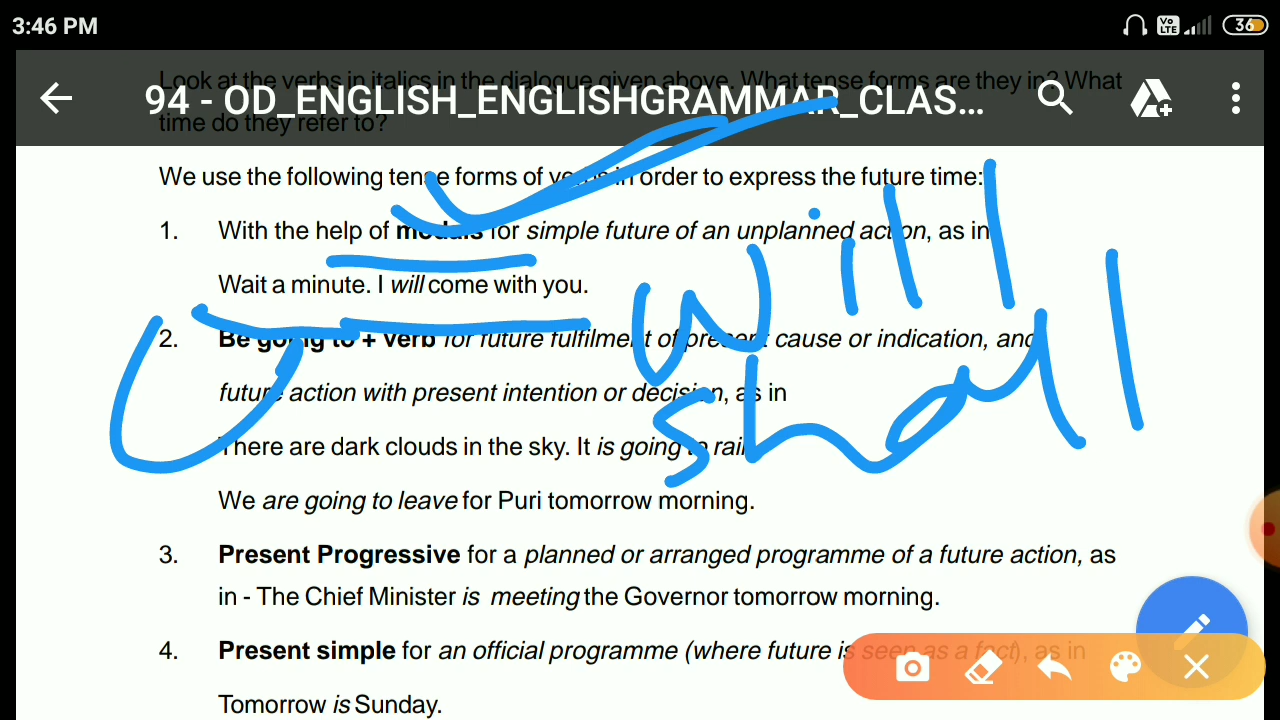 3:46 PM
Vo LTE
36
Look at the verbs in italics in the dialogue given above. What tense forms are they in? What
94 - OD_ENGLISH_ENGLISHGRAMMAR_CLAS...
time do they refer to?
We use the following tense forms of verbs in order to express the future time:
1. With the help of modals for simple future of an unplanned action, as in
Wait a minute. I will come with you.
will
2. Be going to + verb for future fulfilment of present cause or indication, and
future action with present intention or decision, as in
shall
There are dark clouds in the sky. It is going to rain
We are going to leave for Puri tomorrow morning.
3. Present Progressive for a planned or arranged programme of a future action, as
in - The Chief Minister is meeting the Governor tomorrow morning.
4. Present simple for an official programme (where future is seen as a fact), as in
Tomorrow is Sunday.